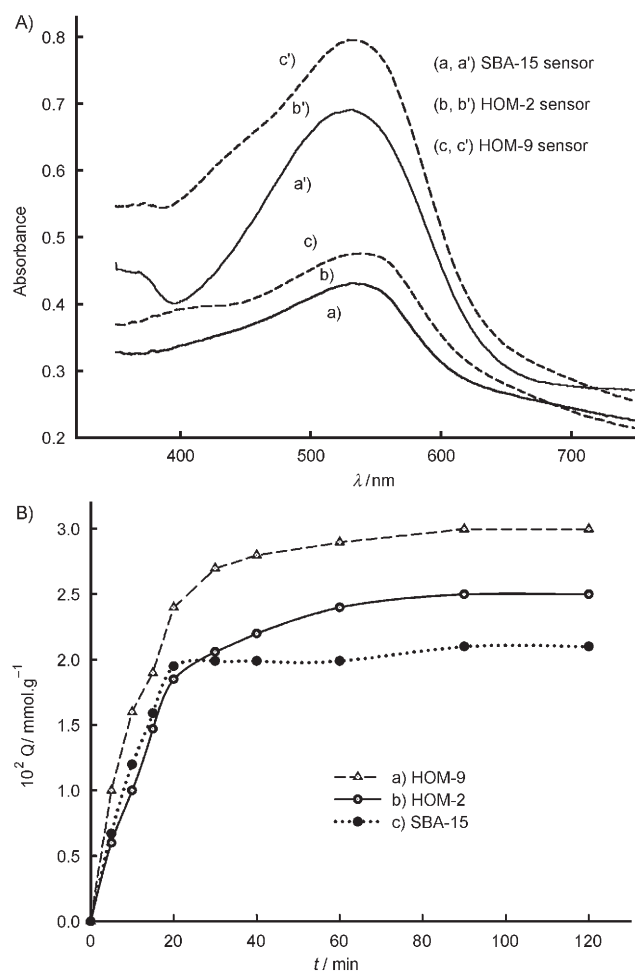 A)
0.8
0.7
0.6
0.5
0.4
0.3
0.2
Absorbance
c')
b')
a')
c)
b)
a)
(a, a') SBA-15 sensor
(b, b') HOM-2 sensor
(c, c') HOM-9 sensor
400 500 600 700
λ/nm
B)
3.0
2.5
2.0
1.5
1.0
0.5
0.0
10² Q/ mmol.g⁻¹
a) HOM-9
b) HOM-2
c) SBA-15
0 20 40 60 80 100 120
t / min